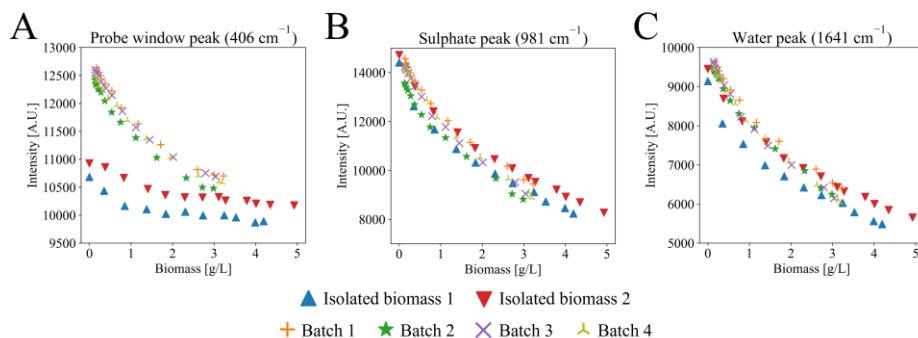 A
Probe window peak (406 cm⁻¹)
13000
12500
12000
11500
11000
10500
10000
9500
Intensity [A.U.]
0 1 2 3 4 5
Biomass [g/L]
B
Sulphate peak (981 cm⁻¹)
14000
12000
10000
8000
Intensity [A.U.]
0 1 2 3 4 5
Biomass [g/L]
C
Water peak (1641 cm⁻¹)
10000
9000
8000
7000
6000
5000
Intensity [A.U.]
0 1 2 3 4 5
Biomass [g/L]
Isolated biomass 1 Isolated biomass 2
Batch 1 Batch 2 Batch 3 Batch 4